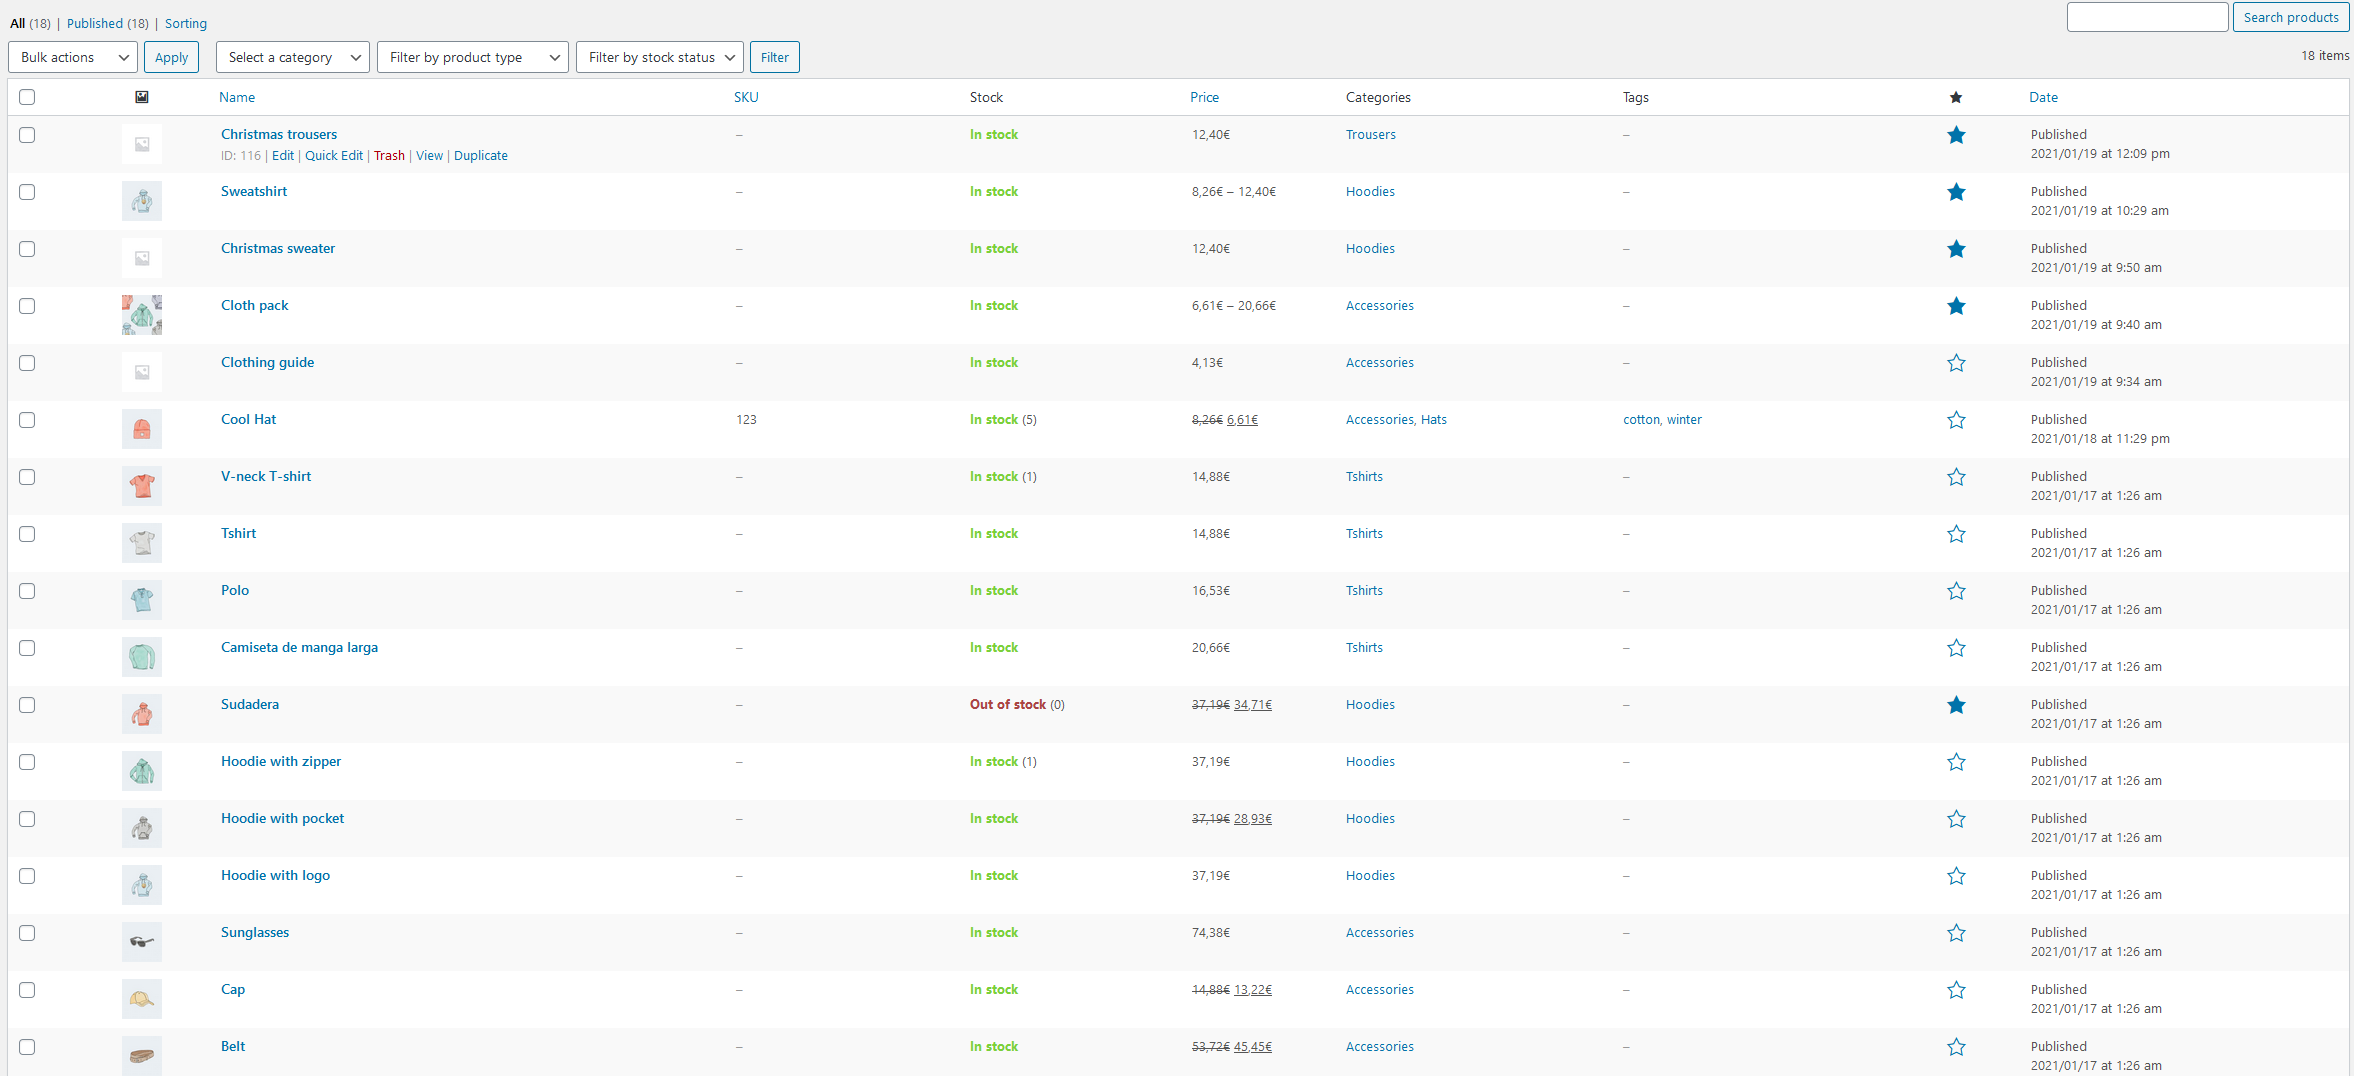 All (18) | Published (18) | Sorting
Search products
Bulk actions Apply Select a category Filter by product type Filter by stock status Filter
18 items
Name SKU Stock Price Categories Tags Date
Christmas trousers – In stock 12,40€ Trousers – Published
ID: 116 | Edit | Quick Edit | Trash | View | Duplicate 2021/01/19 at 12:09 pm
Sweatshirt – In stock 8,26€ – 12,40€ Hoodies – Published
2021/01/19 at 10:29 am
Christmas sweater – In stock 12,40€ Hoodies – Published
2021/01/19 at 9:50 am
Cloth pack – In stock 6,61€ – 20,66€ Accessories – Published
2021/01/19 at 9:40 am
Clothing guide – In stock 4,13€ Accessories – Published
2021/01/19 at 9:34 am
Cool Hat 123 In stock (5) 8,26€ 6,61€ Accessories, Hats cotton, winter Published
2021/01/18 at 11:29 pm
V-neck T-shirt – In stock (1) 14,88€ Tshirts – Published
2021/01/17 at 1:26 am
Tshirt – In stock 14,88€ Tshirts – Published
2021/01/17 at 1:26 am
Polo – In stock 16,53€ Tshirts – Published
2021/01/17 at 1:26 am
Camiseta de manga larga – In stock 20,66€ Tshirts – Published
2021/01/17 at 1:26 am
Sudadera – Out of stock (0) 37,19€ 34,71€ Hoodies – Published
2021/01/17 at 1:26 am
Hoodie with zipper – In stock (1) 37,19€ Hoodies – Published
2021/01/17 at 1:26 am
Hoodie with pocket – In stock 37,19€ 28,93€ Hoodies – Published
2021/01/17 at 1:26 am
Hoodie with logo – In stock 37,19€ Hoodies – Published
2021/01/17 at 1:26 am
Sunglasses – In stock 74,38€ Accessories – Published
2021/01/17 at 1:26 am
Cap – In stock 14,88€ 13,22€ Accessories – Published
2021/01/17 at 1:26 am
Belt – In stock 53,72€ 45,45€ Accessories – Published
2021/01/17 at 1:26 am